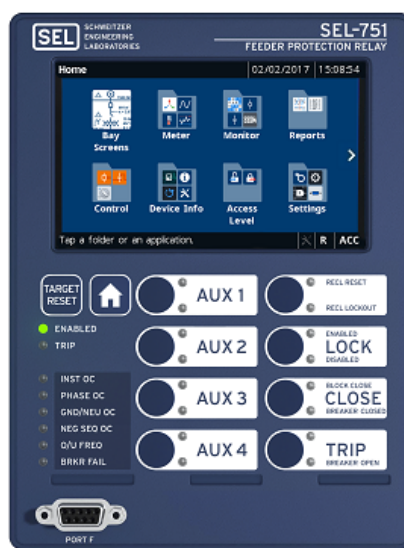 SEL
SCHWEITZER
ENGINEERING
LABORATORIES
SEL-751
FEEDER PROTECTION RELAY
Home 02/02/2017 15:08:54
Bay
Screens
Meter
Monitor
Reports
Control
Device Info
Access
Level
Settings
Tap a folder or an application.
R ACC
TARGET
RESET
ENABLED
TRIP
INST OC
PHASE OC
GND/NEU OC
NEG SEQ OC
O/U FREQ
BRKR FAIL
AUX 1
AUX 2
AUX 3
AUX 4
RECL RESET
RECL LOCKOUT
ENABLED
LOCK
DISABLED
BLOCK CLOSE
CLOSE
BREAKER CLOSED
TRIP
BREAKER OPEN
PORT F